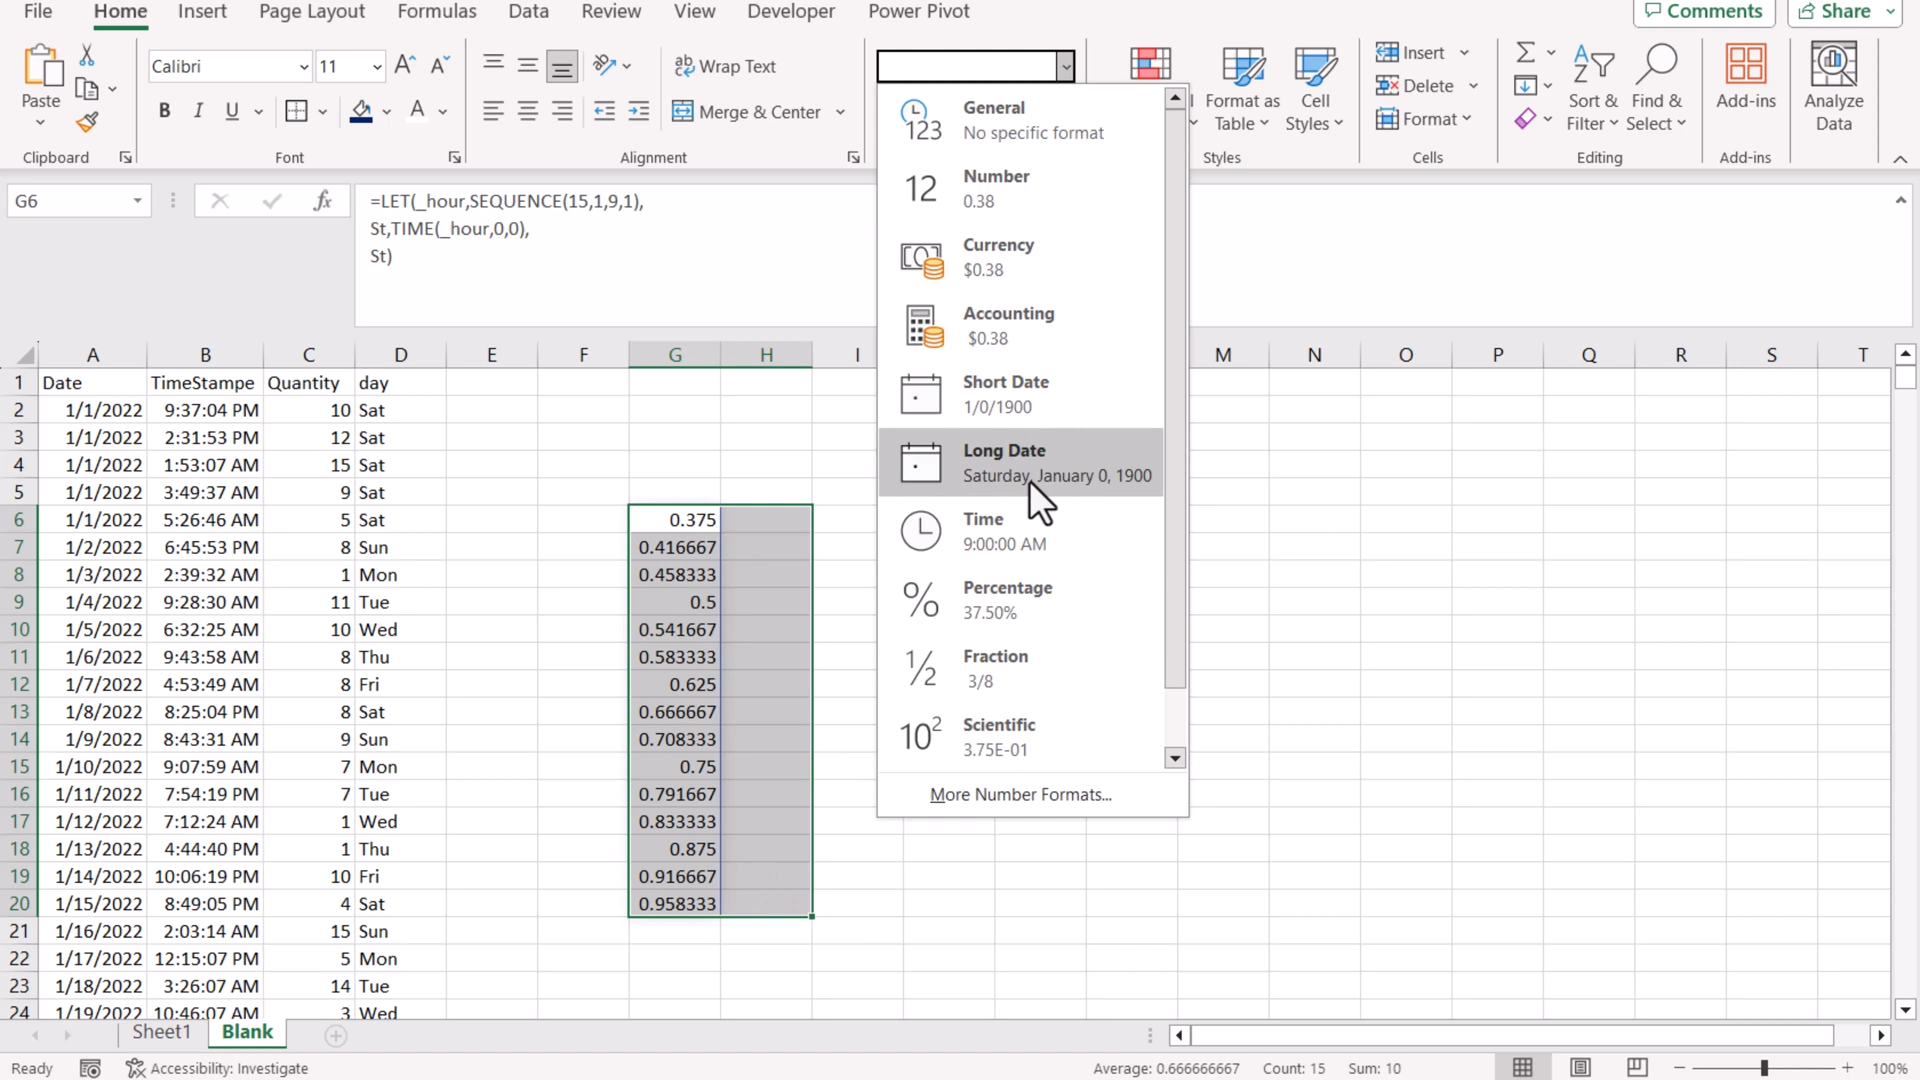 File Home Insert Page Layout Formulas Data Review View Developer Power Pivot Comments Share
Paste
Calibri 11
Wrap Text
B I U A
Merge & Center
Format as Table
Cell Styles
Insert
Delete
Format
Sort & Filter
Find & Select
Add-ins
Analyze Data
Clipboard Font Alignment Styles Cells Editing Add-ins
G6
fx
=LET(_hour,SEQUENCE(15,1,9,1),
St,TIME(_hour,0,0),
St)
123
General
No specific format
12
Number
0.38
Currency
$0.38
Accounting
$0.38
Short Date
1/0/1900
Long Date
Saturday, January 0, 1900
Time
9:00:00 AM
%
Percentage
37.50%
½
Fraction
3/8
10²
Scientific
3.75E-01
More Number Formats...
A B C D E F G H I M N O P Q R S T
1 Date TimeStampe Quantity day
2 1/1/2022 9:37:04 PM 10 Sat
3 1/1/2022 2:31:53 PM 12 Sat
4 1/1/2022 1:53:07 AM 15 Sat
5 1/1/2022 3:49:37 AM 9 Sat
6 1/1/2022 5:26:46 AM 5 Sat 0.375
7 1/2/2022 6:45:53 PM 8 Sun 0.416667
8 1/3/2022 2:39:32 AM 1 Mon 0.458333
9 1/4/2022 9:28:30 AM 11 Tue 0.5
10 1/5/2022 6:32:25 AM 10 Wed 0.541667
11 1/6/2022 9:43:58 AM 8 Thu 0.583333
12 1/7/2022 4:53:49 AM 8 Fri 0.625
13 1/8/2022 8:25:04 PM 8 Sat 0.666667
14 1/9/2022 8:43:31 AM 9 Sun 0.708333
15 1/10/2022 9:07:59 AM 7 Mon 0.75
16 1/11/2022 7:54:19 PM 7 Tue 0.791667
17 1/12/2022 7:12:24 AM 1 Wed 0.833333
18 1/13/2022 4:44:40 PM 1 Thu 0.875
19 1/14/2022 10:06:19 PM 10 Fri 0.916667
20 1/15/2022 8:49:05 PM 4 Sat 0.958333
21 1/16/2022 2:03:14 AM 15 Sun
22 1/17/2022 12:15:07 PM 5 Mon
23 1/18/2022 3:26:07 AM 14 Tue
24 1/19/2022 10:46:07 AM 3 Wed
Sheet1 Blank
Ready Accessibility: Investigate Average: 0.666666667 Count: 15 Sum: 10 100%